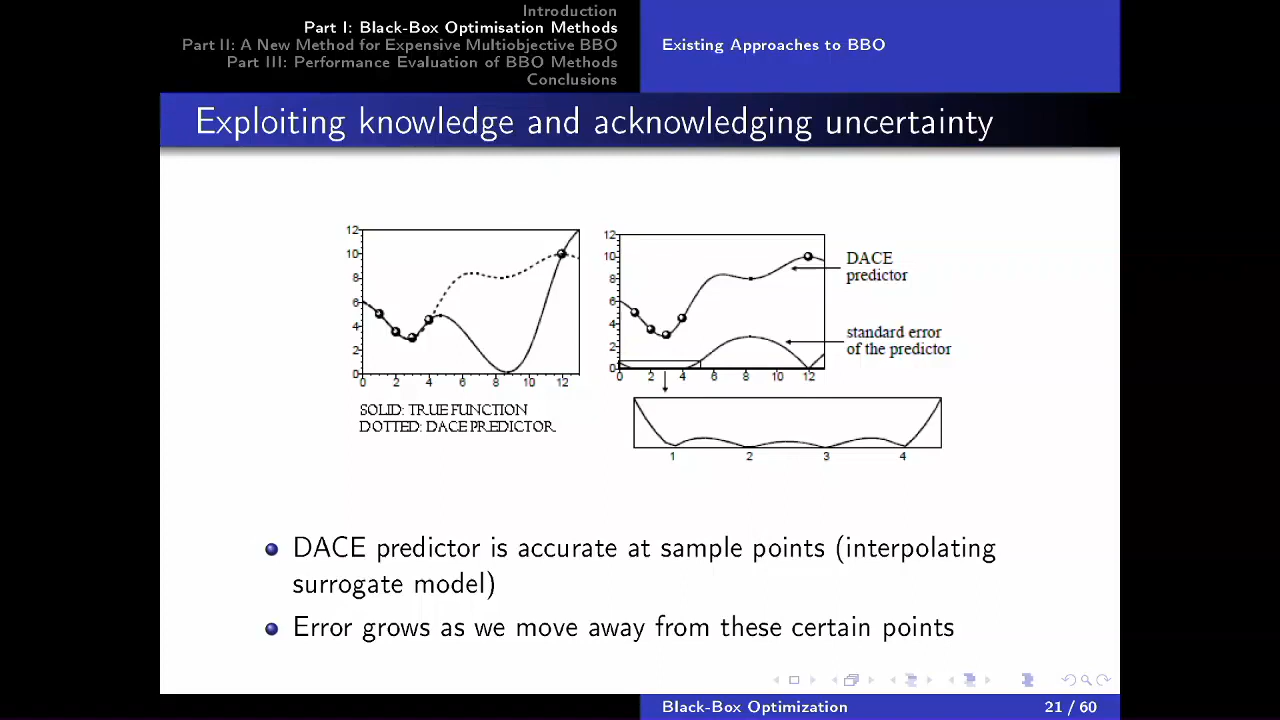 Introduction
Part I: Black-Box Optimisation Methods
Part II: A New Method for Expensive Multiobjective BBO
Part III: Performance Evaluation of BBO Methods
Conclusions
Existing Approaches to BBO
Exploiting knowledge and acknowledging uncertainty
12
10
8
6
4
2
0
0 2 4 6 8 10 12
SOLID: TRUE FUNCTION
DOTTED: DACE PREDICTOR
12
10
8
6
4
2
0
0 2 4 6 8 10 12
DACE
predictor
standard error
of the predictor
1 2 3 4
DACE predictor is accurate at sample points (interpolating
surrogate model)
Error grows as we move away from these certain points
Black-Box Optimization
21 / 60